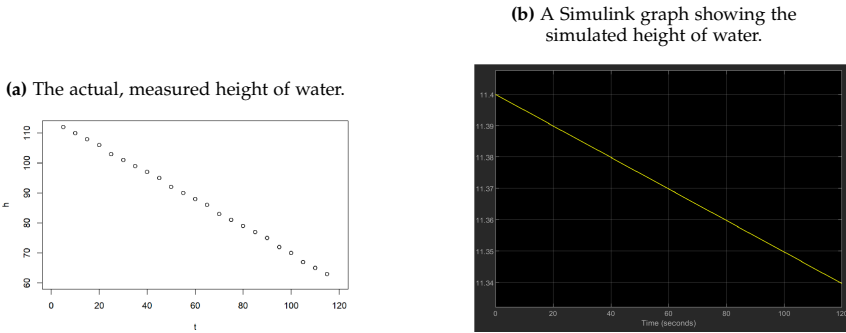 (b) A Simulink graph showing the
simulated height of water.
(a) The actual, measured height of water.
110
100
90
80
70
60
h
0 20 40 60 80 100 120
t
11.4
11.39
11.38
11.37
11.36
11.35
11.34
0 20 40 60 80 100 120
Time (seconds)